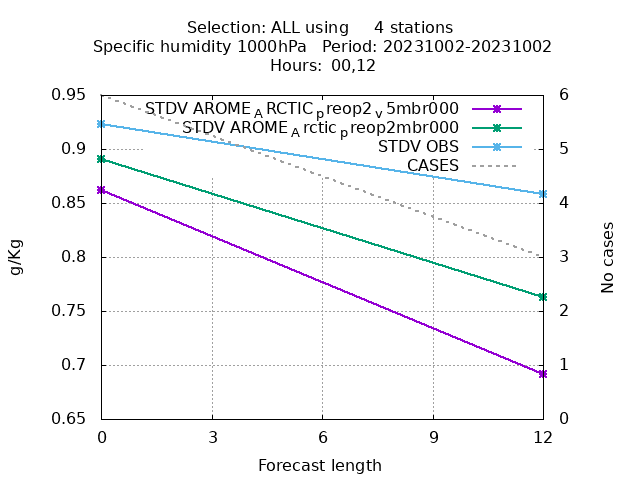 Selection: ALL using     4 stations
Specific humidity 1000hPa   Period: 20231002-20231002
Hours: 00,12
0.95
0.9
0.85
0.8
0.75
0.7
0.65
g/Kg
STDV AROME_ARCTIC_preop2_v5mbr000
STDV AROME_Arctic_preop2mbr000
STDV OBS
CASES
6
5
4
3
2
1
0
No cases
0 3 6 9 12
Forecast length